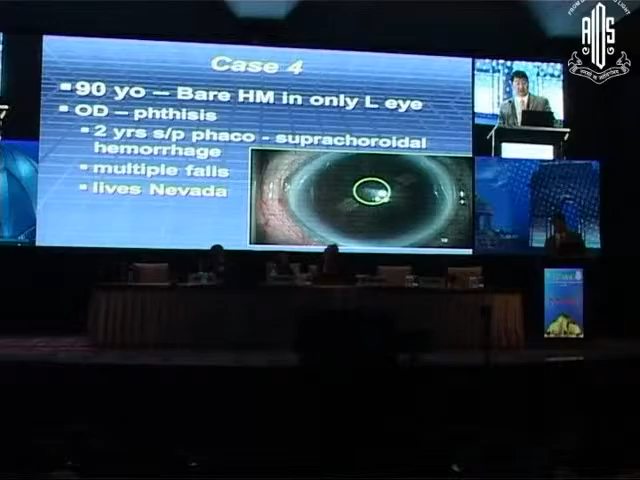 Case 4
90 yo – Bare HM in only L eye
OD – phthisis
2 yrs s/p phaco - suprachoroidal
hemorrhage
multiple falls
lives Nevada
AIOS